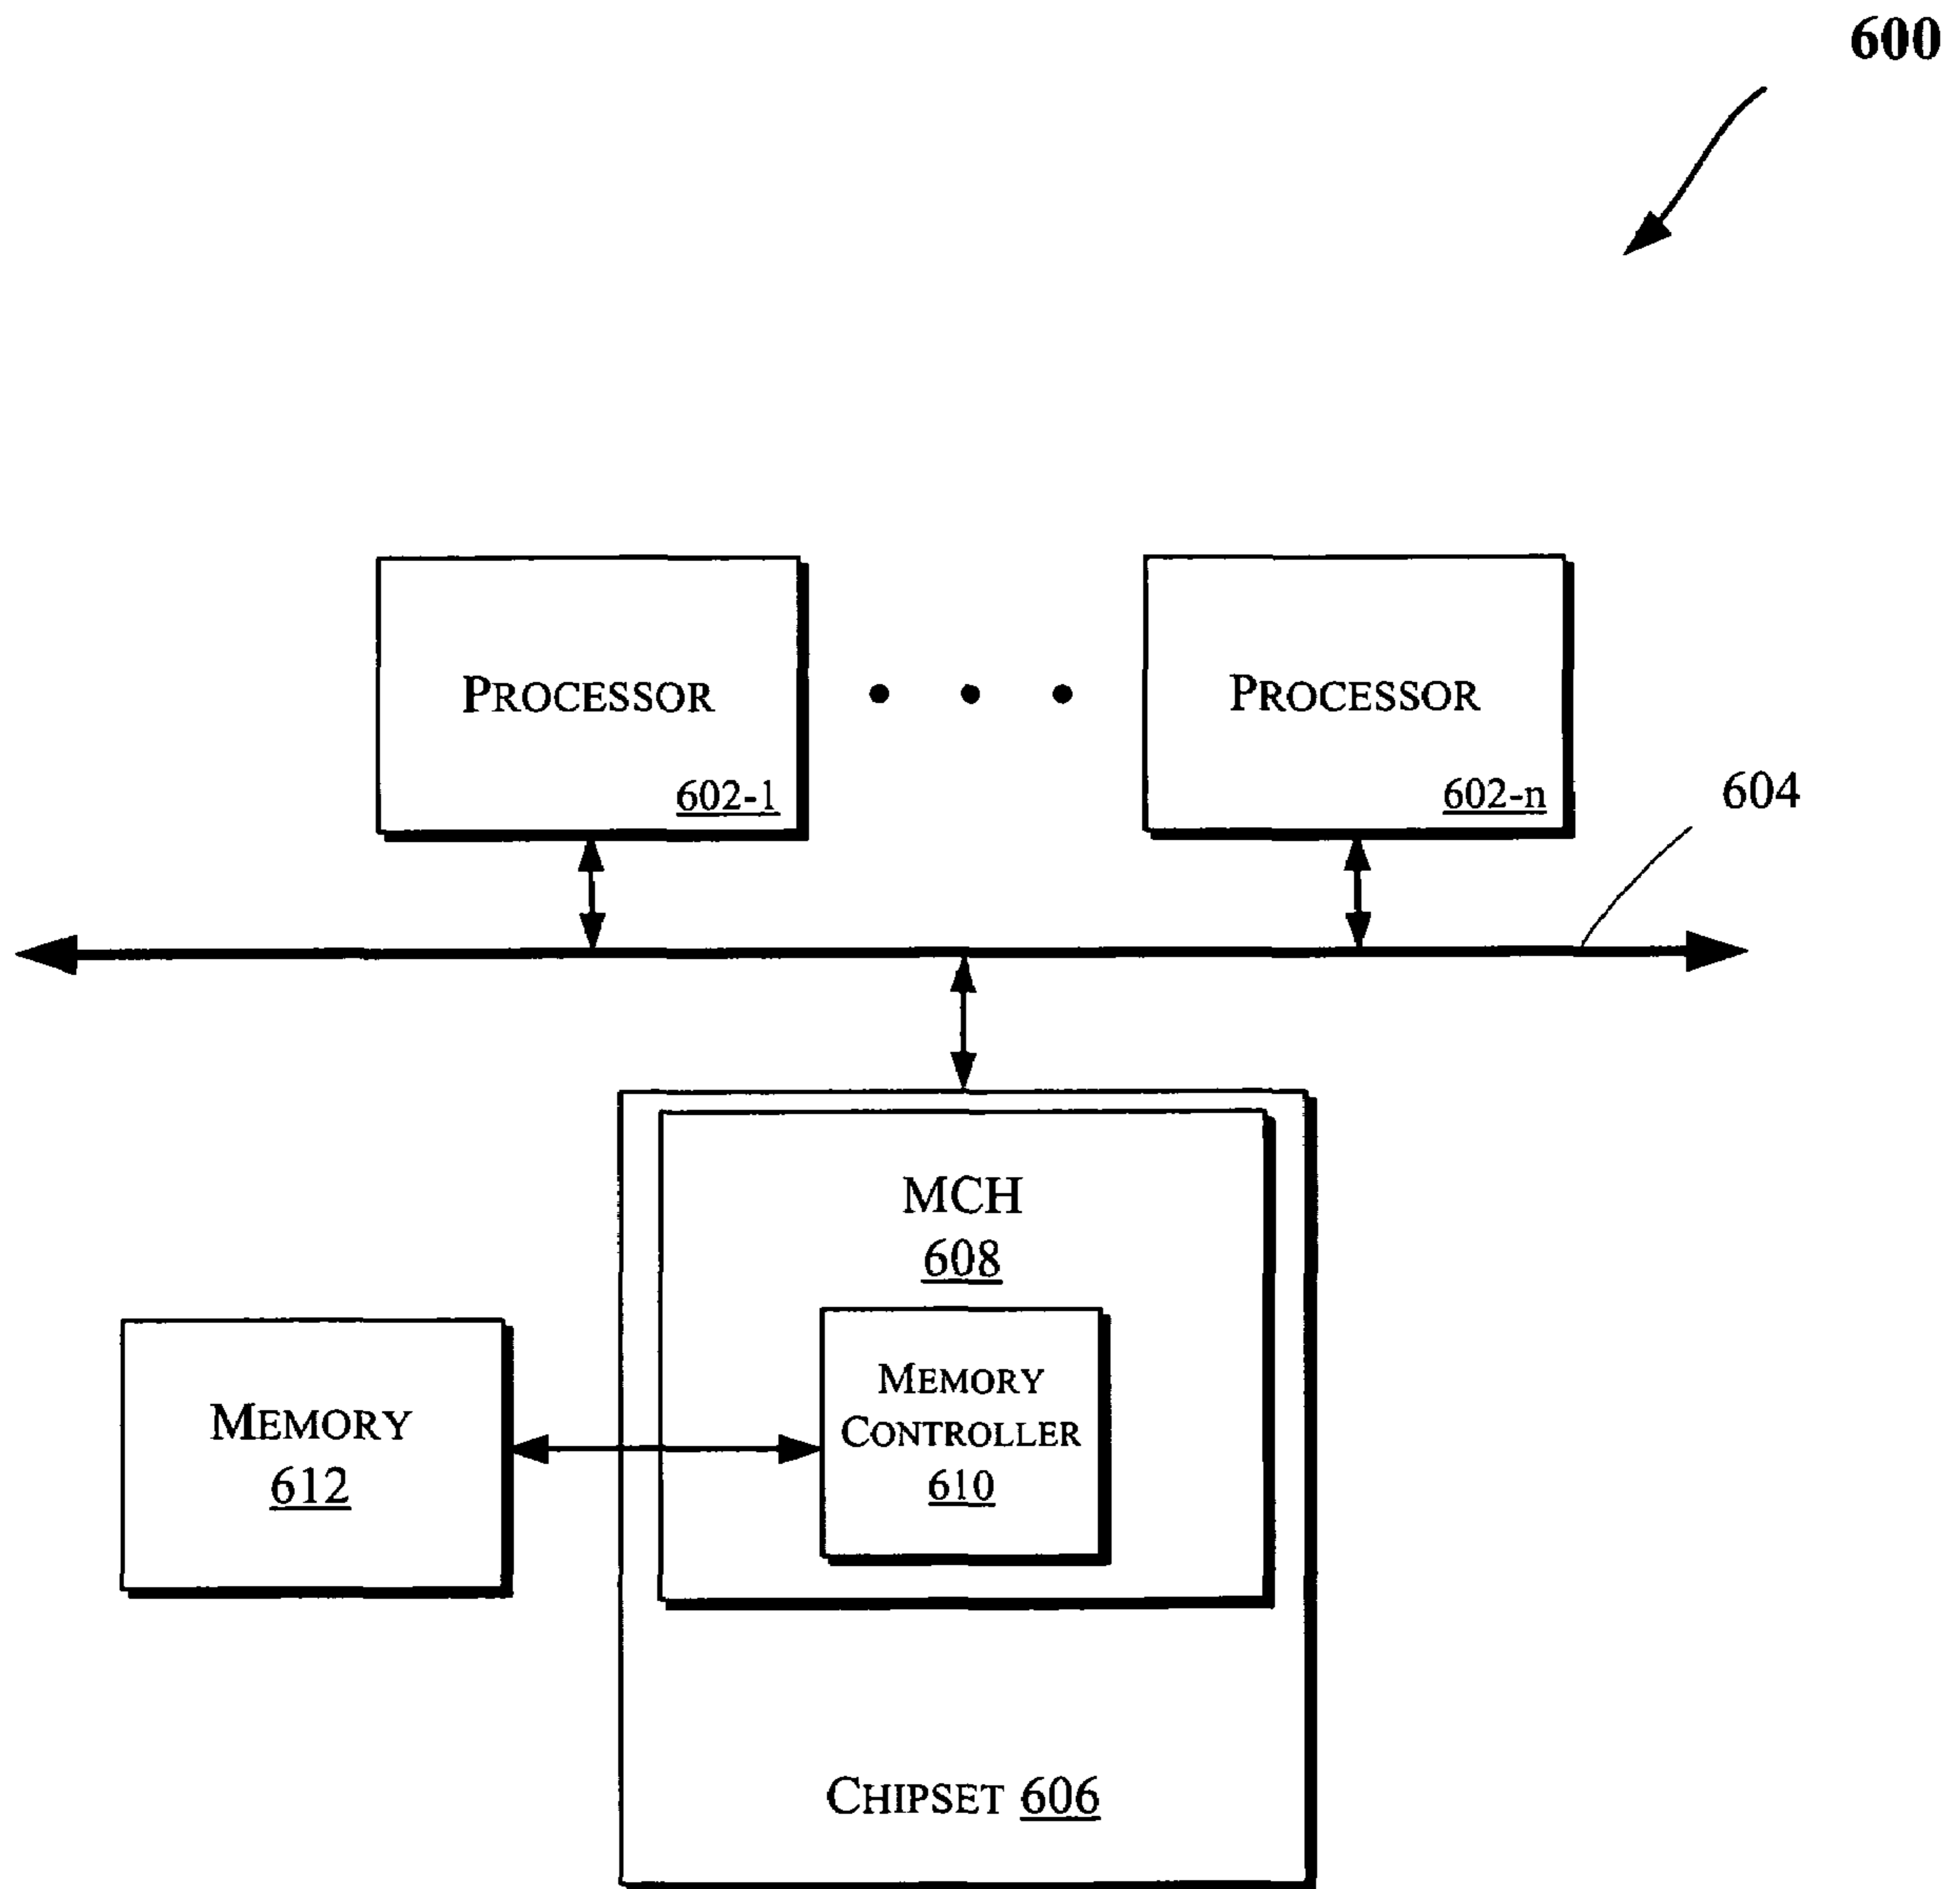 600
PROCESSOR
602-1
PROCESSOR
602-n
604
MCH
608
MEMORY
CONTROLLER
610
MEMORY
612
CHIPSET 606